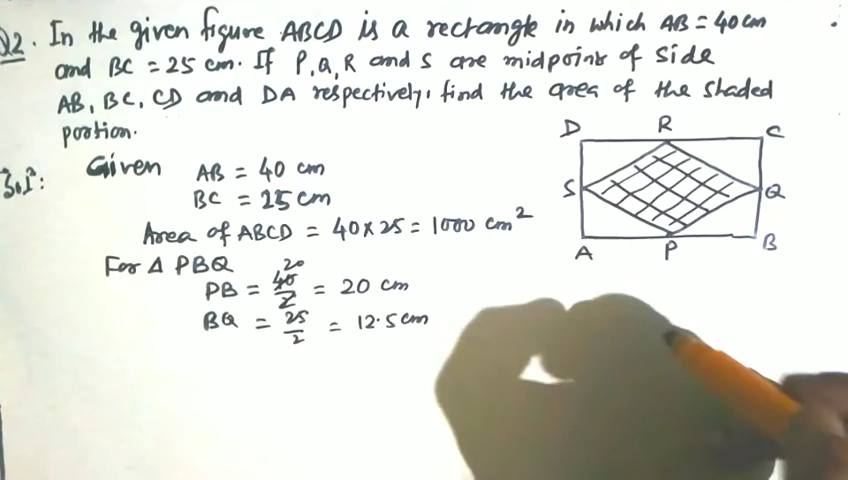 Q2. In the given figure ABCD is a rectangle in which AB = 40 cm
and BC = 25 cm. If P, Q, R and S are midpoint of side
AB, BC, CD and DA respectively, find the area of the shaded
portion.
D R C
Sol: Given AB = 40 cm
S Q
BC = 25 cm
Area of ABCD = 40 x 25 = 1000 cm²
A P B
For Δ PBQ
PB = 40/2 20 = 20 cm
BQ = 25/2 = 12.5 cm